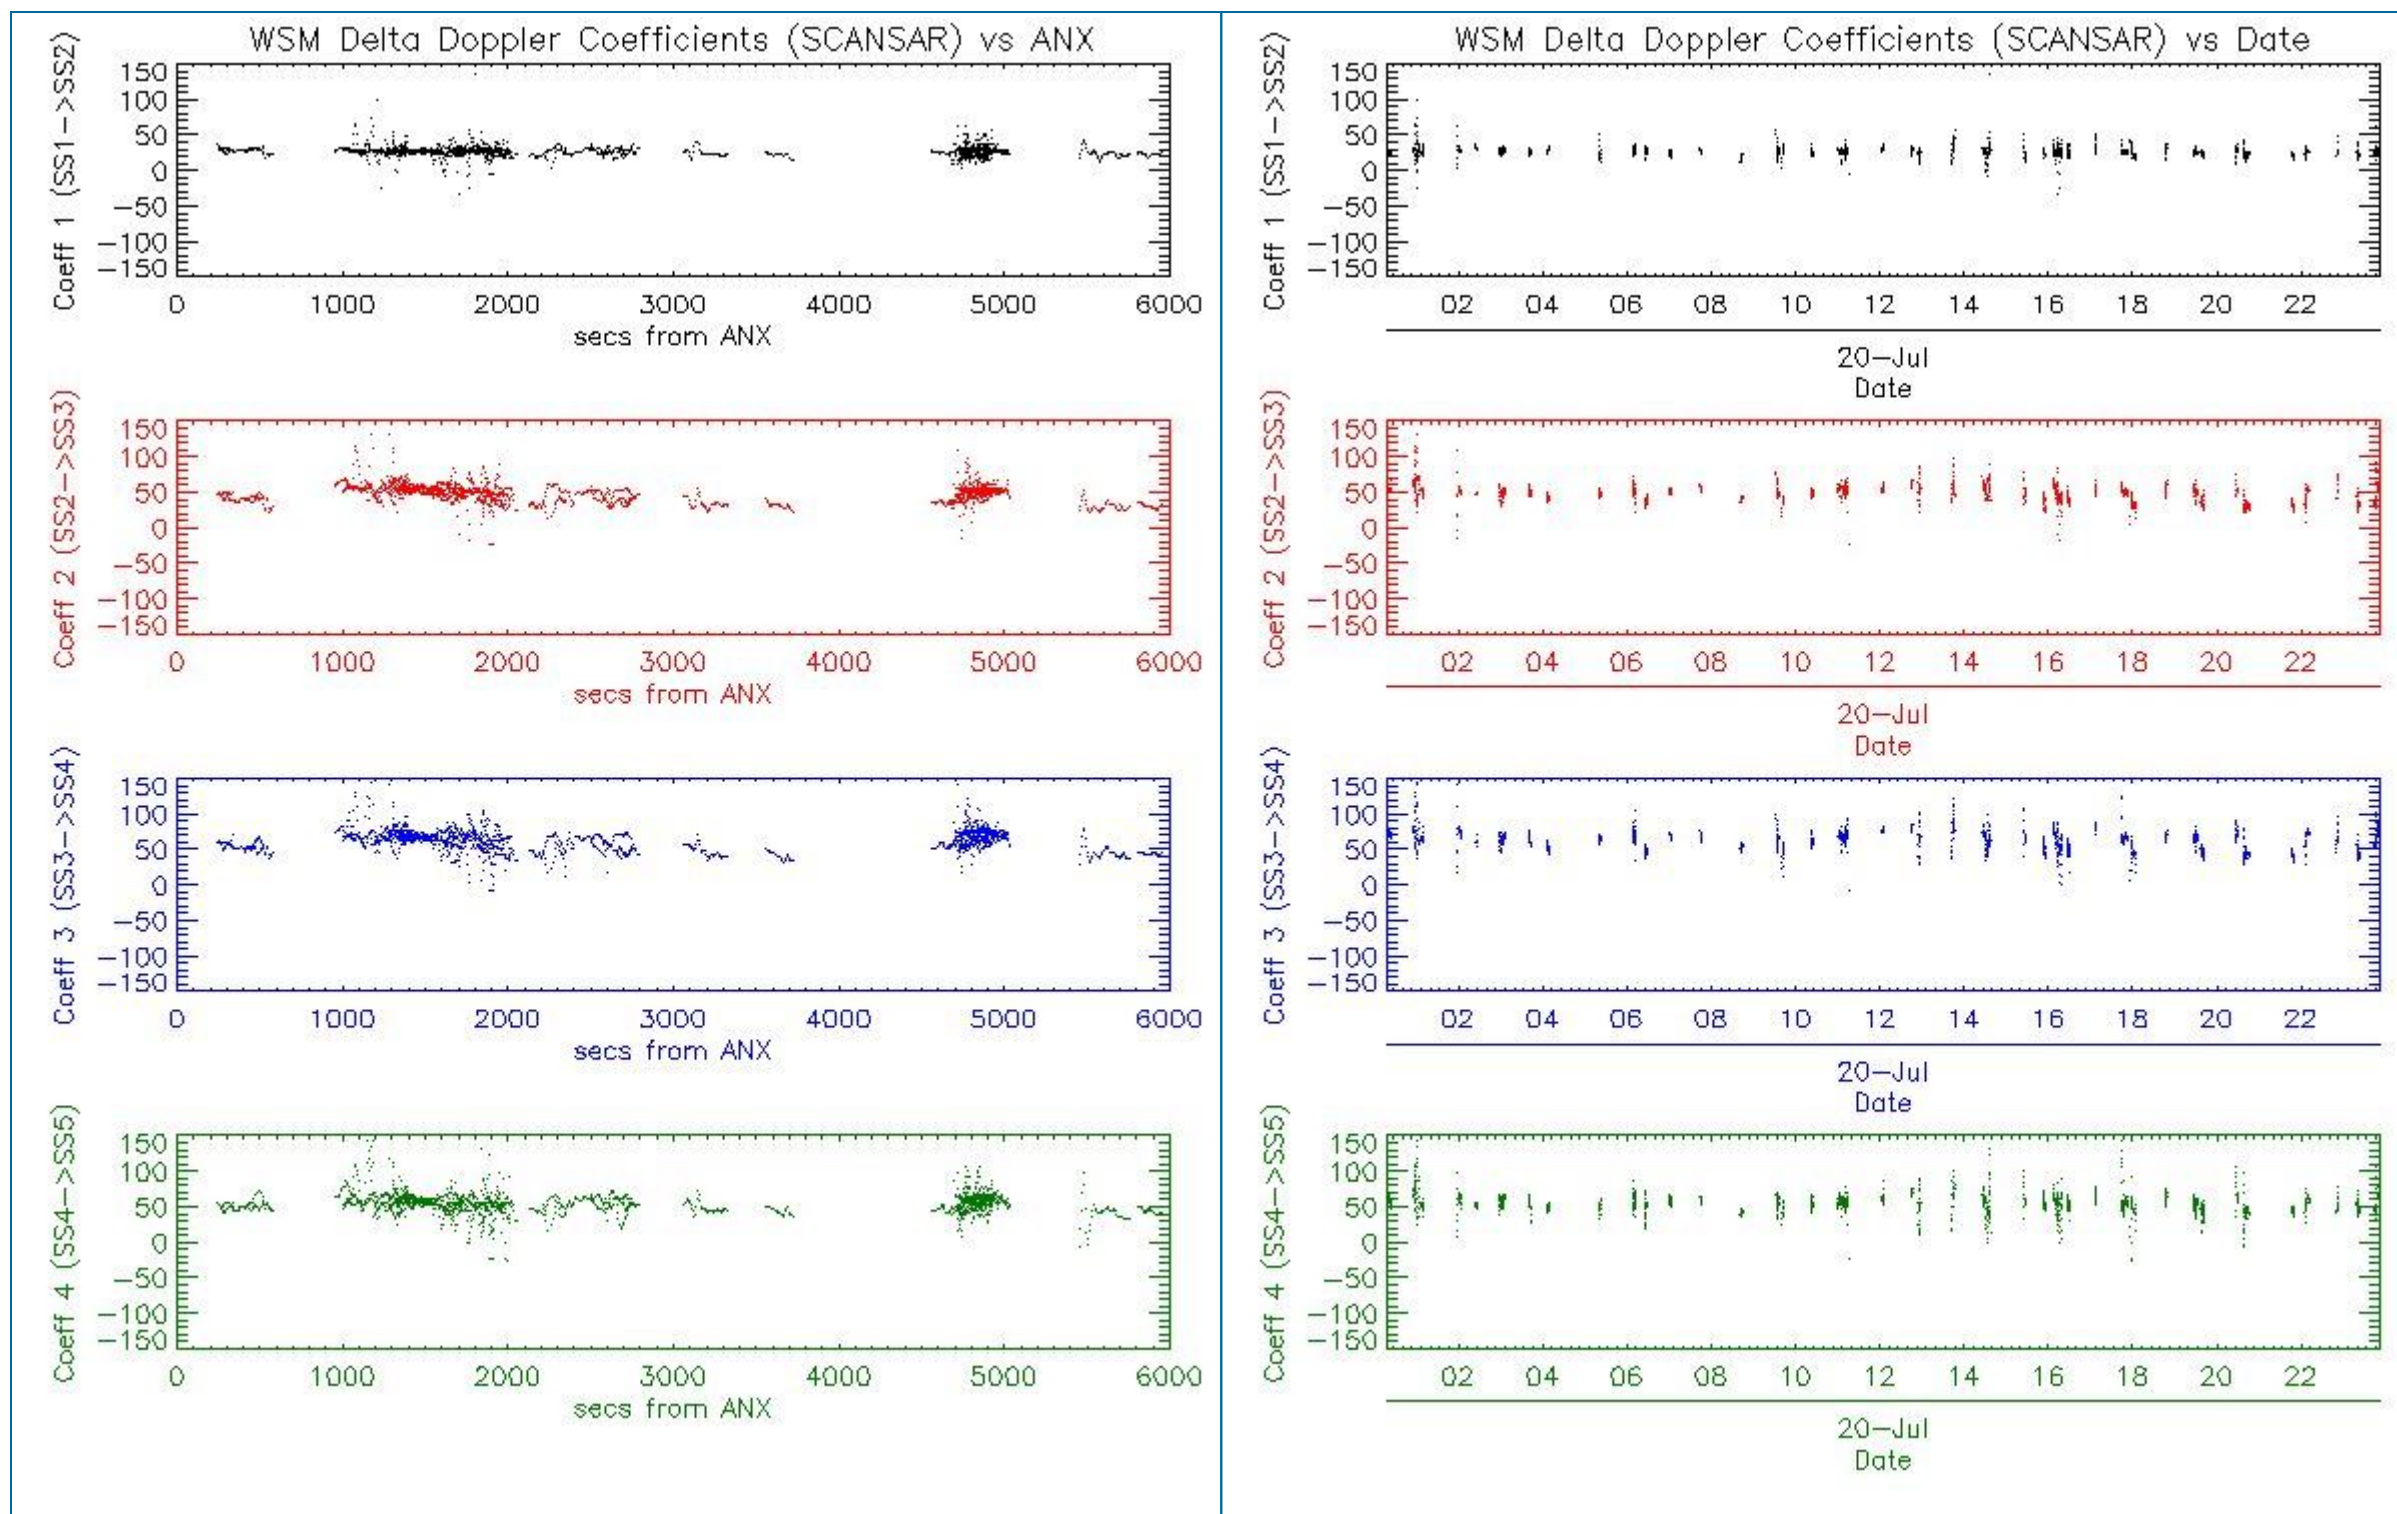 WSM Delta Doppler Coefficients (SCANSAR) vs ANX
Coeff 1 (SS1->SS2)
150
100
50
0
-50
-100
-150
0 1000 2000 3000 4000 5000 6000
secs from ANX
Coeff 2 (SS2->SS3)
150
100
50
0
-50
-100
-150
0 1000 2000 3000 4000 5000 6000
secs from ANX
Coeff 3 (SS3->SS4)
150
100
50
0
-50
-100
-150
0 1000 2000 3000 4000 5000 6000
secs from ANX
Coeff 4 (SS4->SS5)
150
100
50
0
-50
-100
-150
0 1000 2000 3000 4000 5000 6000
secs from ANX
WSM Delta Doppler Coefficients (SCANSAR) vs Date
Coeff 1 (SS1->SS2)
150
100
50
0
-50
-100
-150
02 04 06 08 10 12 14 16 18 20 22
20-Jul
Date
Coeff 2 (SS2->SS3)
150
100
50
0
-50
-100
-150
02 04 06 08 10 12 14 16 18 20 22
20-Jul
Date
Coeff 3 (SS3->SS4)
150
100
50
0
-50
-100
-150
02 04 06 08 10 12 14 16 18 20 22
20-Jul
Date
Coeff 4 (SS4->SS5)
150
100
50
0
-50
-100
-150
02 04 06 08 10 12 14 16 18 20 22
20-Jul
Date